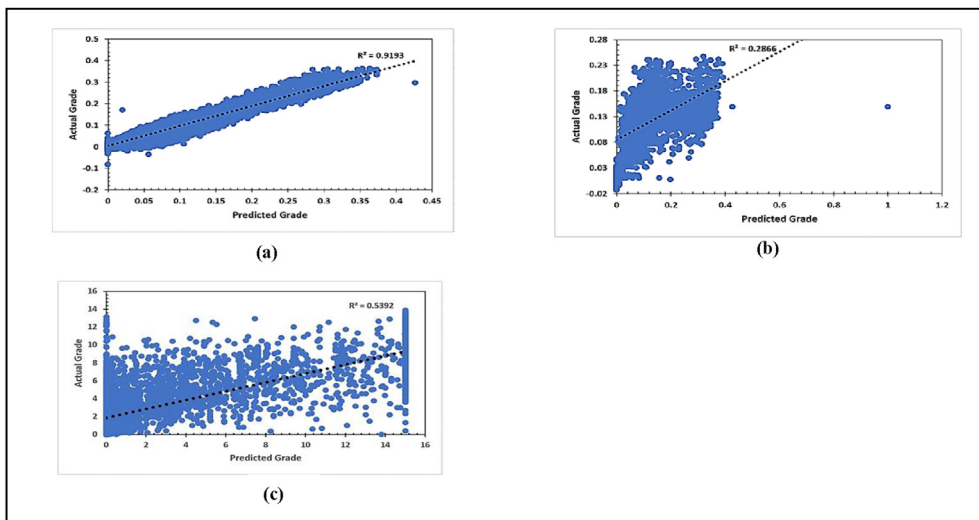 0.5
0.4
0.3
0.2
0.1
0
-0.1
-0.2
Actual Grade
R² = 0.9193
0 0.05 0.1 0.15 0.2 0.25 0.3 0.35 0.4 0.45
Predicted Grade
(a)
0.28
0.23
0.18
0.13
0.08
0.03
-0.02
Actual Grade
R² = 0.2866
0 0.2 0.4 0.6 0.8 1 1.2
Predicted Grade
(b)
16
14
12
10
8
6
4
2
0
Actual Grade
R² = 0.5392
0 2 4 6 8 10 12 14 16
Predicted Grade
(c)